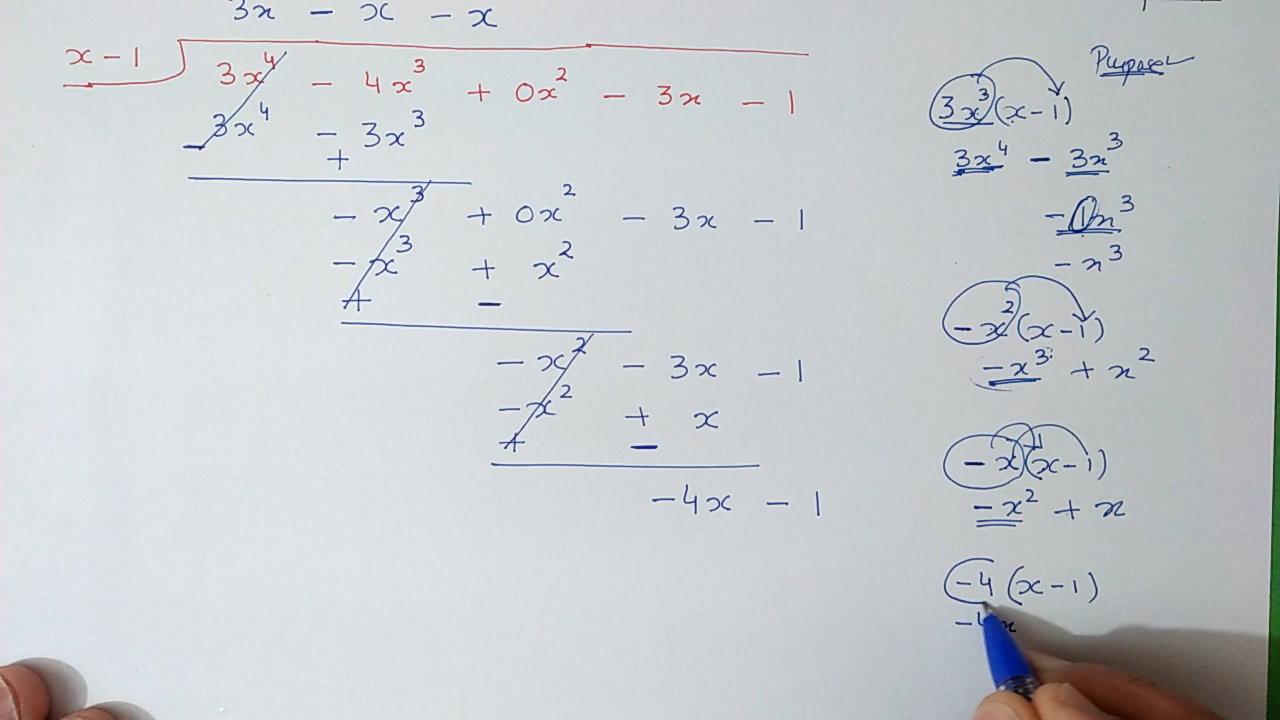 3x - x - x
x - 1
3x⁴ - 4x³ + 0x² - 3x - 1
3x⁴ - 3x³
- +
- x³ + 0x² - 3x - 1
- x³ + x²
+ -
- x² - 3x - 1
- x² + x
+ -
-4x - 1
Purpose
3x³(x-1)
3x⁴ - 3x³
-1x³
-x³
-x²(x-1)
-x³ + x²
-x(x-1)
-x² + x
-4(x-1)
-4x